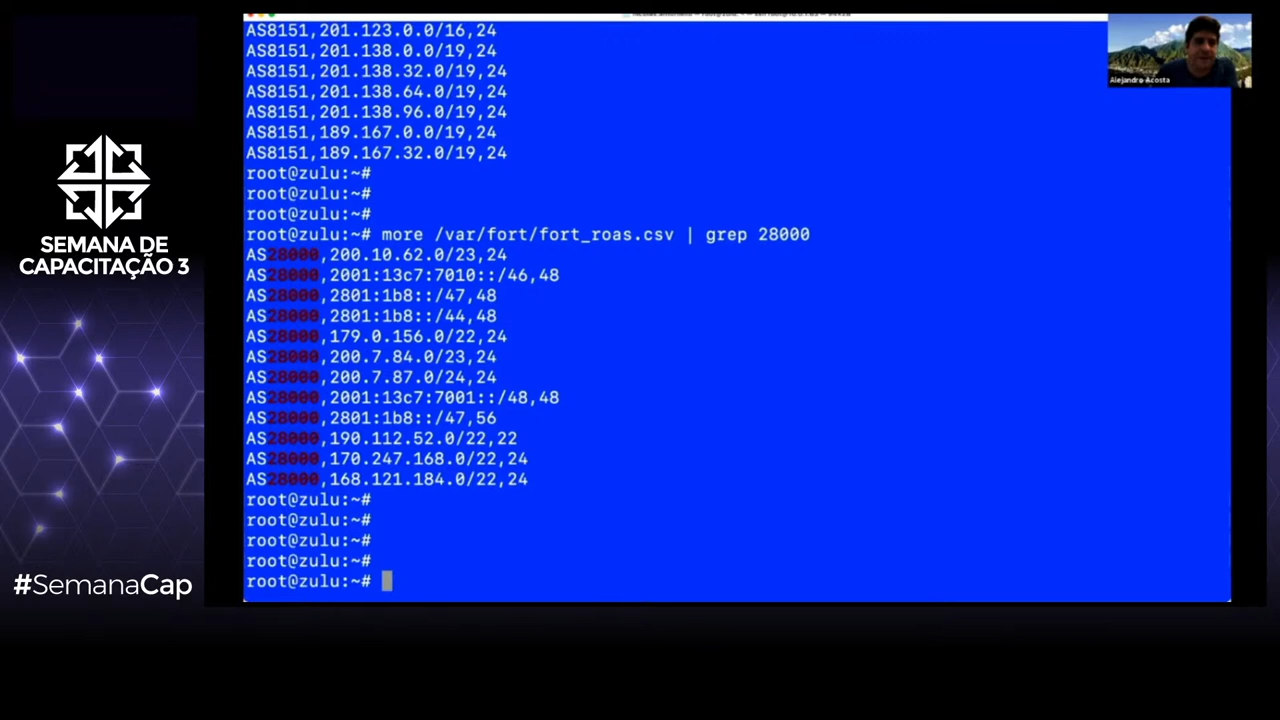 AS8151,201.123.0.0/16,24
AS8151,201.138.0.0/19,24
AS8151,201.138.32.0/19,24
AS8151,201.138.64.0/19,24
AS8151,201.138.96.0/19,24
AS8151,189.167.0.0/19,24
AS8151,189.167.32.0/19,24
root@zulu:~#
root@zulu:~#
root@zulu:~#
root@zulu:~# more /var/fort/fort_roas.csv | grep 28000
AS28000,200.10.62.0/23,24
AS28000,2001:13c7:7010::/46,48
AS28000,2801:1b8::/47,48
AS28000,2801:1b8::/44,48
AS28000,179.0.156.0/22,24
AS28000,200.7.84.0/23,24
AS28000,200.7.87.0/24,24
AS28000,2001:13c7:7001::/48,48
AS28000,2801:1b8::/47,56
AS28000,190.112.52.0/22,22
AS28000,170.247.168.0/22,24
AS28000,168.121.184.0/22,24
root@zulu:~#
root@zulu:~#
root@zulu:~#
root@zulu:~#
root@zulu:~#
Alejandro Acosta
SEMANA DE
CAPACITAÇÃO 3
#SemanaCap